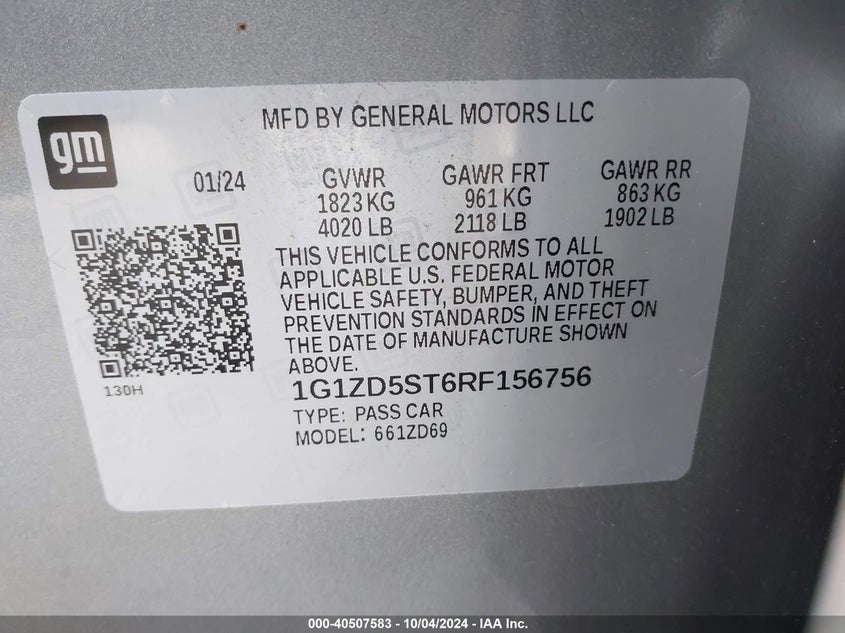 MFD BY GENERAL MOTORS LLC
gm
01/24
GVWR
1823 KG
4020 LB
GAWR FRT
961 KG
2118 LB
GAWR RR
863 KG
1902 LB
THIS VEHICLE CONFORMS TO ALL
APPLICABLE U.S. FEDERAL MOTOR
VEHICLE SAFETY, BUMPER, AND THEFT
PREVENTION STANDARDS IN EFFECT ON
THE DATE OF MANUFACTURE SHOWN
ABOVE.
130H
1G1ZD5ST6RF156756
TYPE: PASS CAR
MODEL: 661ZD69
000-40507583 - 10/04/2024 - IAA Inc.